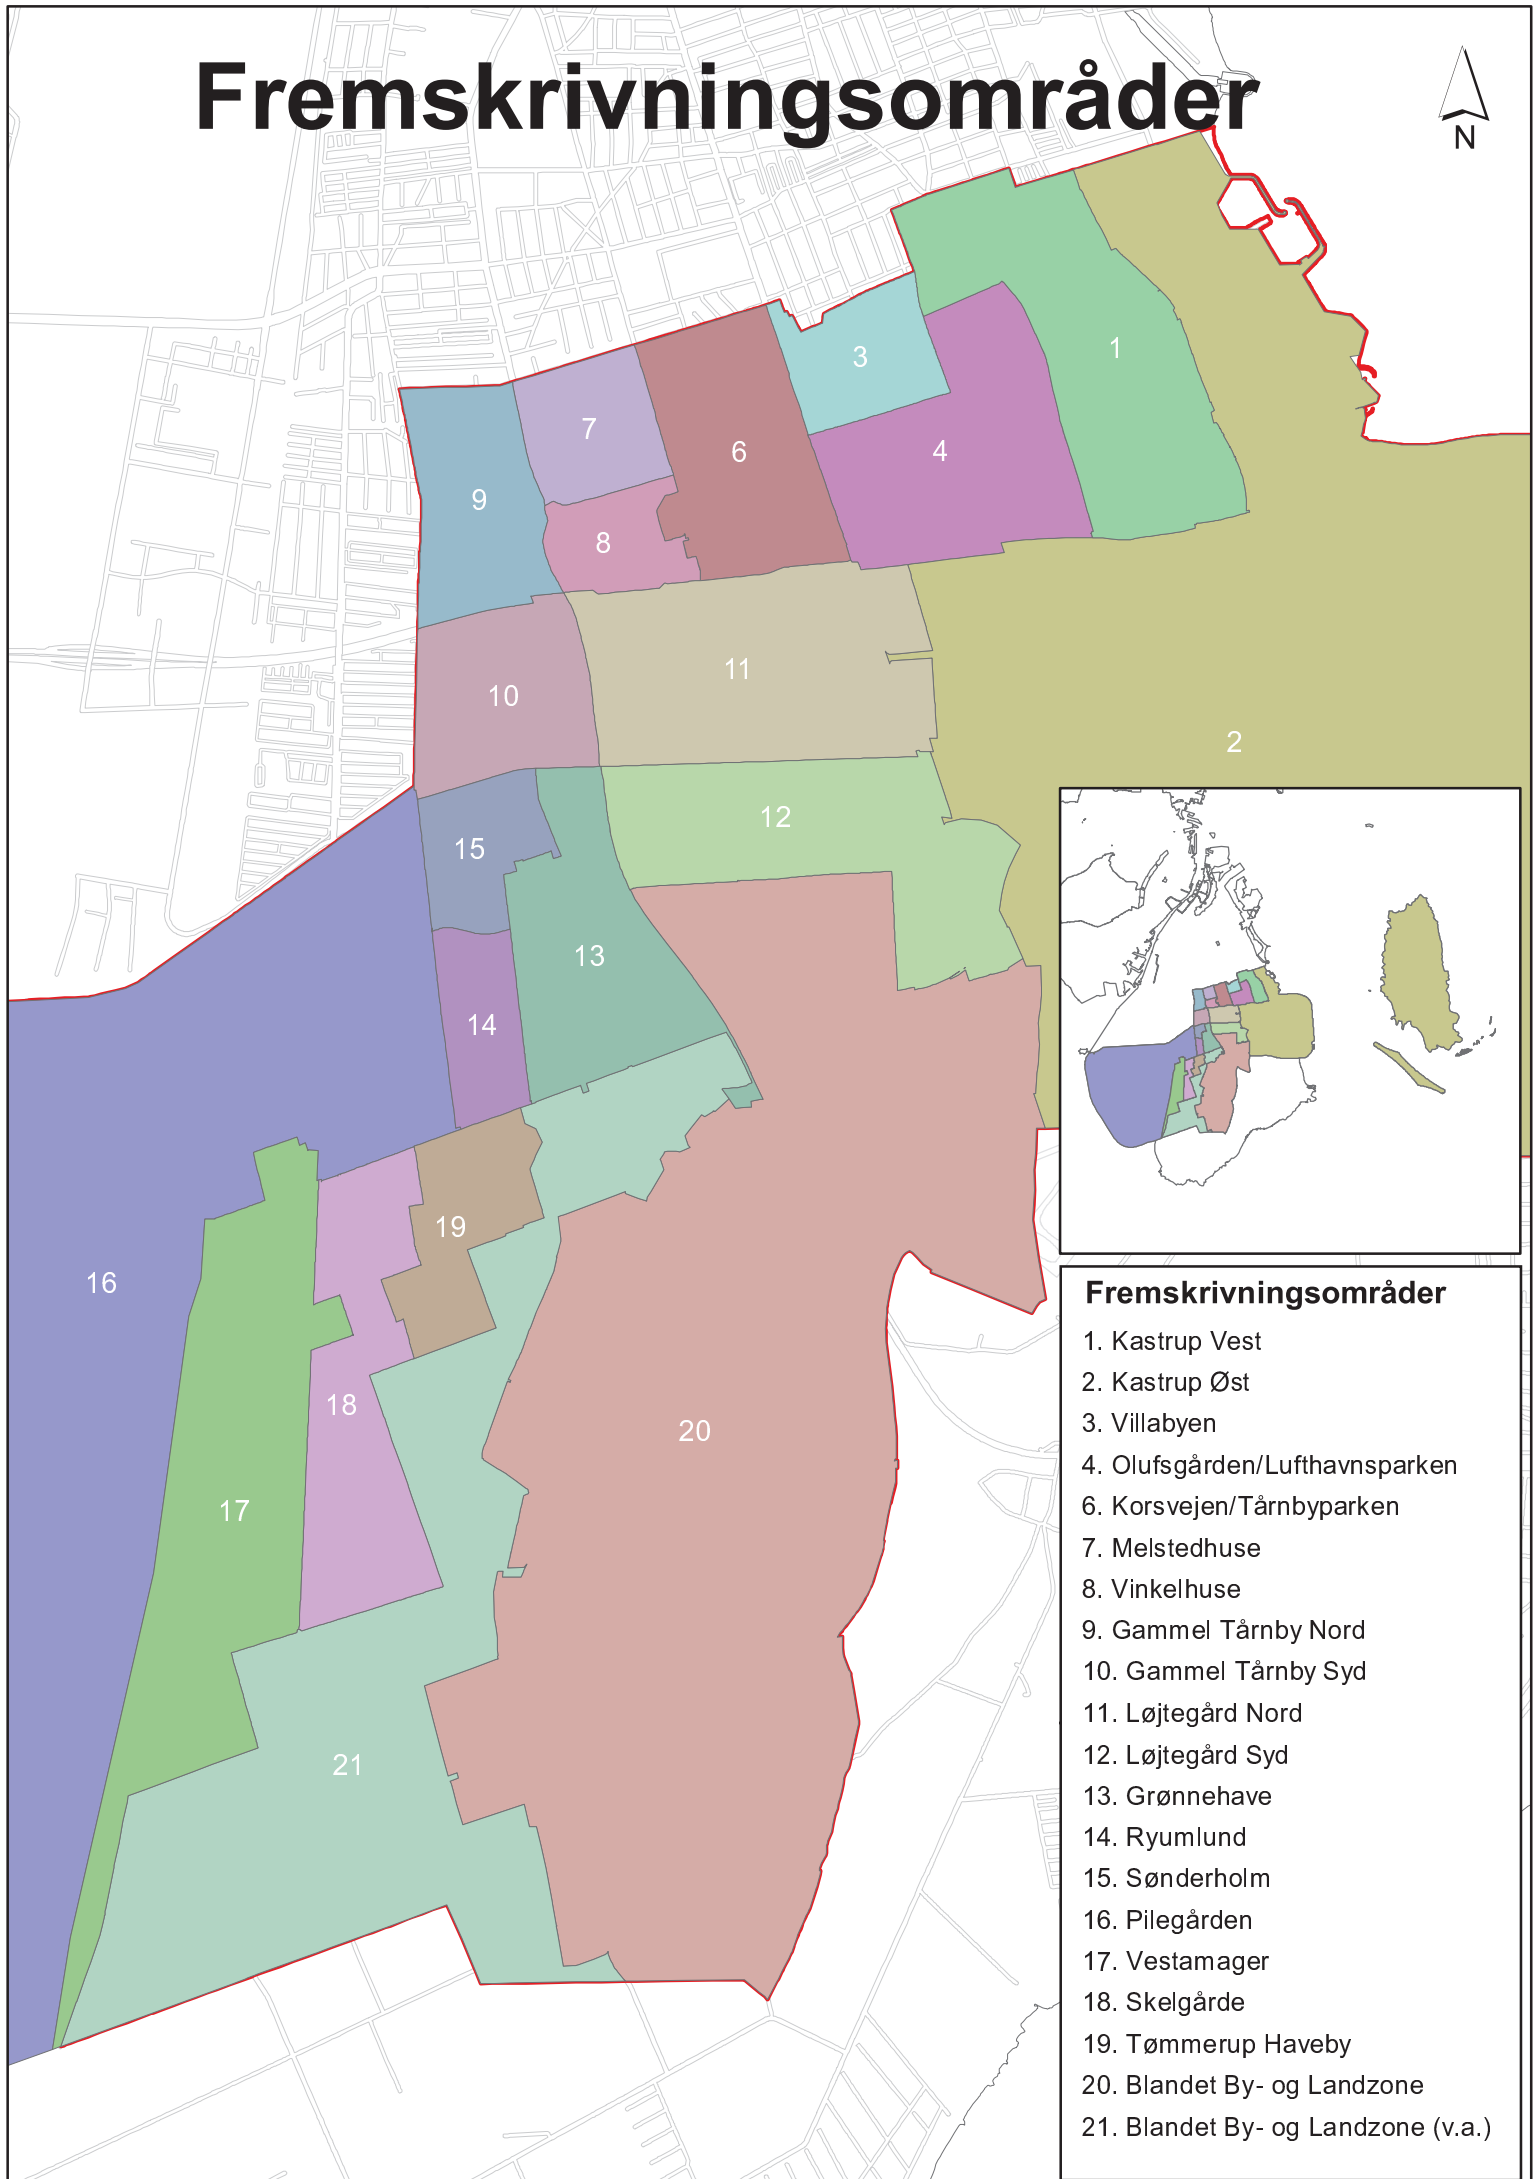 Fremskrivningsområder
N
1
3
7
6
4
9
8
11
10
2
12
15
13
14
19
16
18
20
17
21
Fremskrivningsområder
1. Kastrup Vest
2. Kastrup Øst
3. Villabyen
4. Olufsgården/Lufthavnsparken
6. Korsvejen/Tårnbyparken
7. Melstedhuse
8. Vinkelhuse
9. Gammel Tårnby Nord
10. Gammel Tårnby Syd
11. Løjtegård Nord
12. Løjtegård Syd
13. Grønnehave
14. Ryumlund
15. Sønderholm
16. Pilegården
17. Vestamager
18. Skelgårde
19. Tømmerup Haveby
20. Blandet By- og Landzone
21. Blandet By- og Landzone (v.a.)